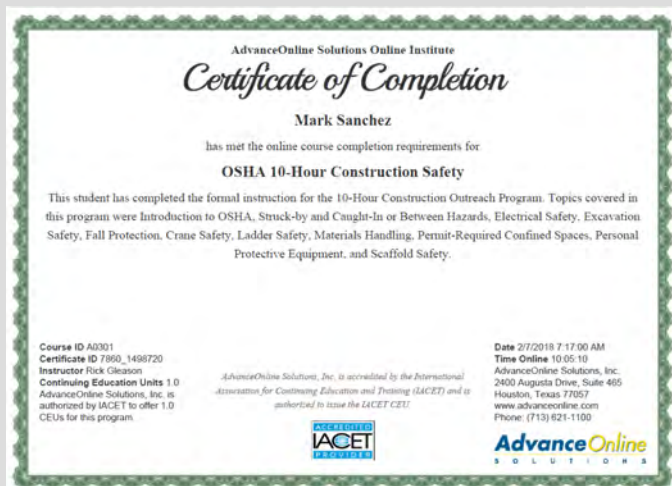 AdvanceOnline Solutions Online Institute
Certificate of Completion
Mark Sanchez
has met the online course completion requirements for
OSHA 10-Hour Construction Safety
This student has completed the formal instruction for the 10-Hour Construction Outreach Program. Topics covered in
this program were Introduction to OSHA, Struck-by and Caught-In or Between Hazards, Electrical Safety, Excavation
Safety, Fall Protection, Crane Safety, Ladder Safety, Materials Handling, Permit-Required Confined Spaces, Personal
Protective Equipment, and Scaffold Safety.
Course ID A0301
Certificate ID 7860_1498720
Instructor Rick Gleason
Continuing Education Units 1.0
AdvanceOnline Solutions, Inc. is
authorized by IACET to offer 1.0
CEUs for this program.
AdvanceOnline Solutions, Inc. is accredited by the International
Association for Continuing Education and Training (IACET) and is
authorized to issue the IACET CEU.
ACCREDITED
IACET
PROVIDER
Date 2/7/2018 7:17:00 AM
Time Online 10:05:10
AdvanceOnline Solutions, Inc.
2400 Augusta Drive, Suite 465
Houston, Texas 77057
www.advanceonline.com
Phone: (713) 621-1100
AdvanceOnline
SOLUTIONS